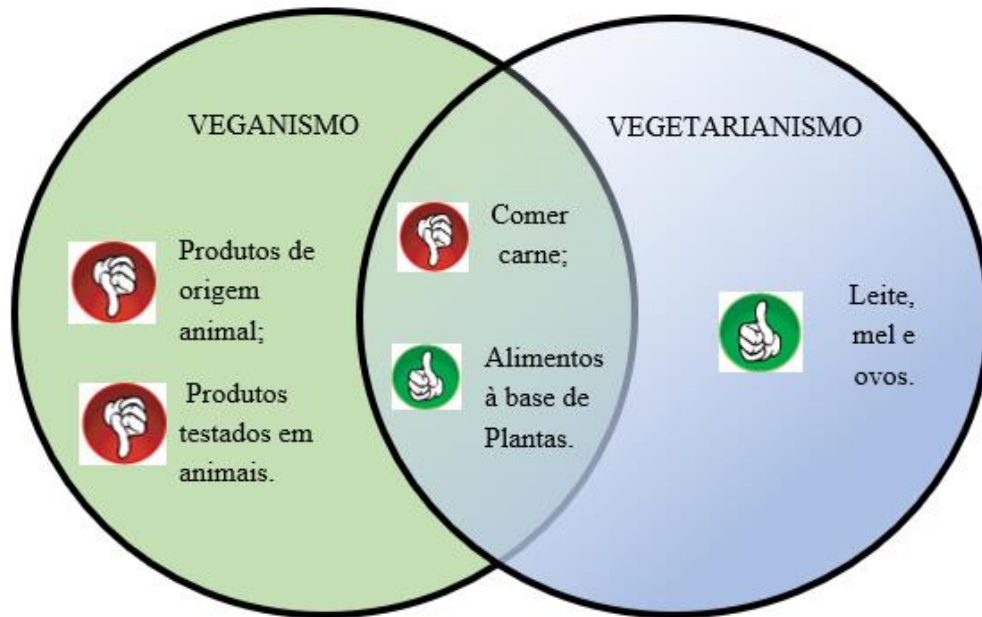 VEGANISMO
Produtos de
origem
animal;
Produtos
testados em
animais.
Comer
carne;
Alimentos
à base de
Plantas.
VEGETARIANISMO
Leite,
mel e
ovos.